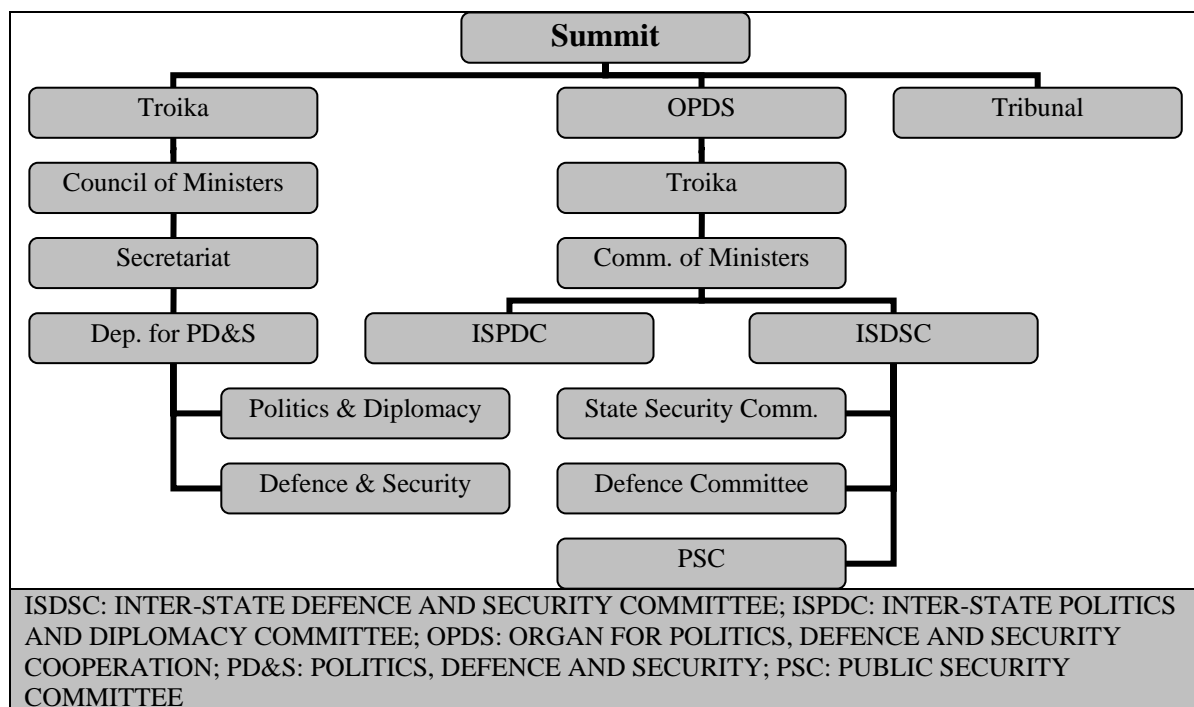 Summit
Troika
OPDS
Tribunal
Council of Ministers
Troika
Secretariat
Comm. of Ministers
Dep. for PD&S
ISPDC
ISDSC
Politics & Diplomacy
State Security Comm.
Defence & Security
Defence Committee
PSC
ISDSC: INTER-STATE DEFENCE AND SECURITY COMMITTEE; ISPDC: INTER-STATE POLITICS
AND DIPLOMACY COMMITTEE; OPDS: ORGAN FOR POLITICS, DEFENCE AND SECURITY
COOPERATION; PD&S: POLITICS, DEFENCE AND SECURITY; PSC: PUBLIC SECURITY
COMMITTEE